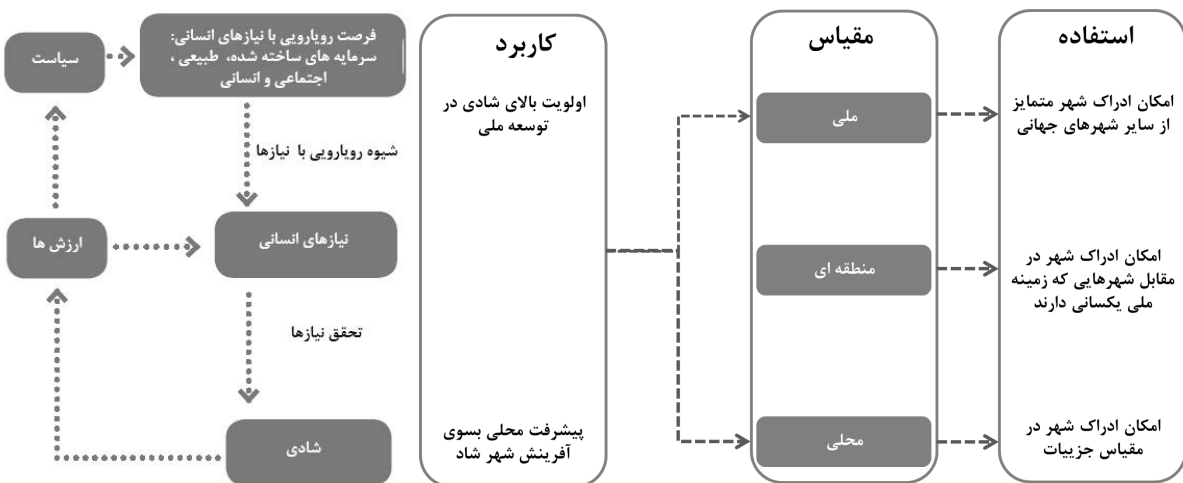 استفاده
امکان ادراک شهر متمایز
از سایر شهرهای جهانی
امکان ادراک شهر در
مقابل شهرهایی که زمینه
ملی یکسانی دارند
امکان ادراک شهر در
مقیاس جزییات
مقیاس
ملی
منطقه ای
محلی
کاربرد
اولویت بالای شادی در
توسعه ملی
پیشرفت محلی بسوی
آفرینش شهر شاد
فرصت رویارویی با نیازهای انسانی:
سرمایه های ساخته شده، طبیعی ،
اجتماعی و انسانی
سیاست
شیوه رویارویی با نیازها
نیازهای انسانی
ارزش ها
تحقق نیازها
شادی